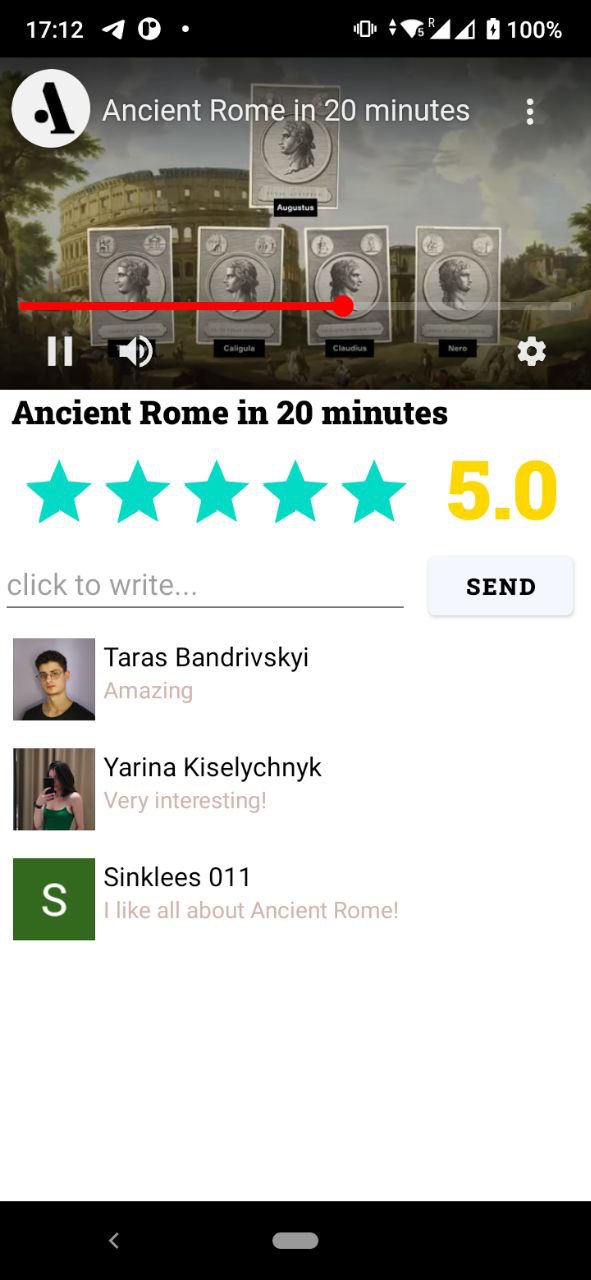 17:12
R
5
100%
Ancient Rome in 20 minutes
Augustus
Caligula
Claudius
Nero
Ancient Rome in 20 minutes
5.0
click to write...
SEND
Taras Bandrivskyi
Amazing
Yarina Kiselychnyk
Very interesting!
S
Sinklees 011
I like all about Ancient Rome!